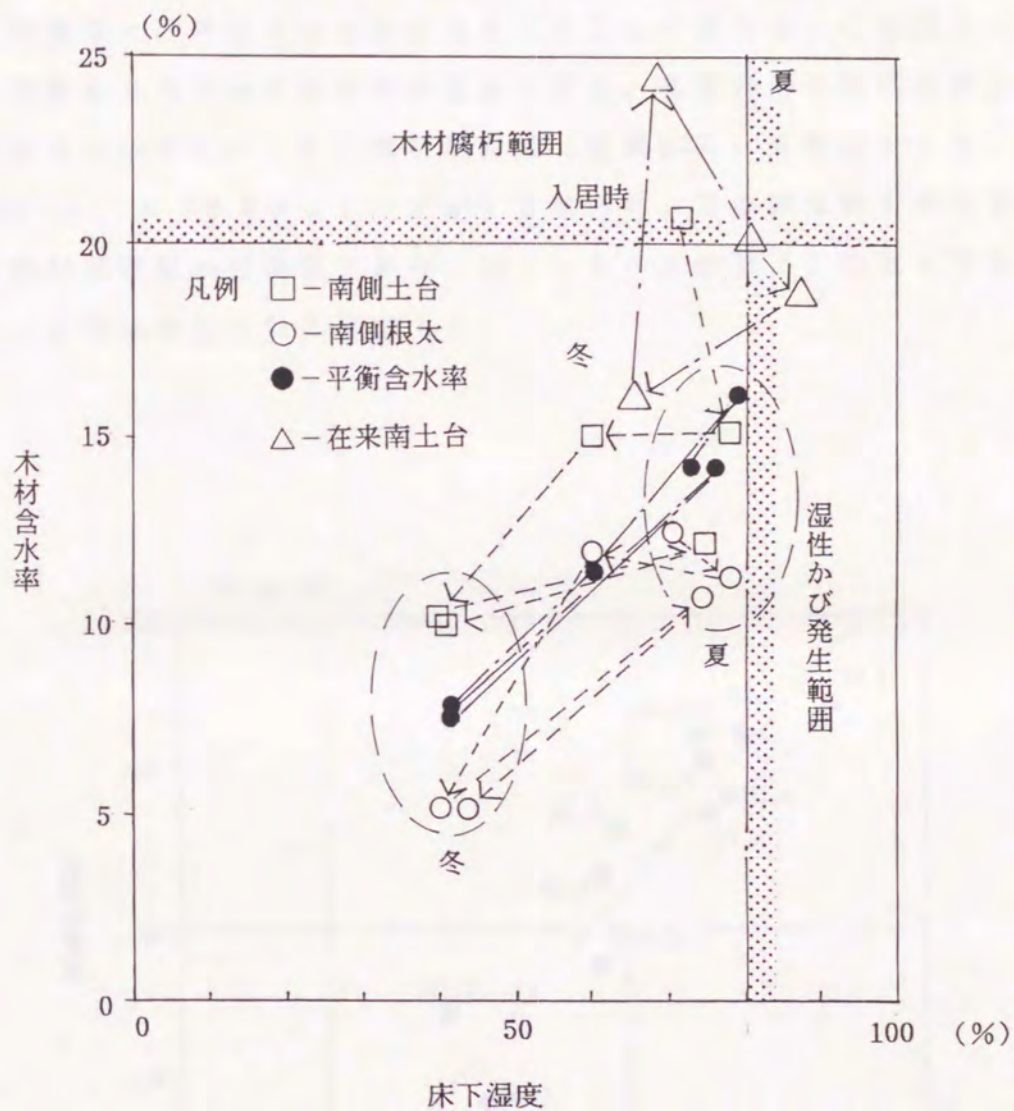 (%)
25
夏
木材腐朽範囲
入居時
20
凡例 □－南側土台
○－南側根太
●－平衡含水率
△－在来南土台
冬
15
木材含水率
湿性かび発生範囲
10
夏
5
冬
0
0 50 100 (%)
床下湿度